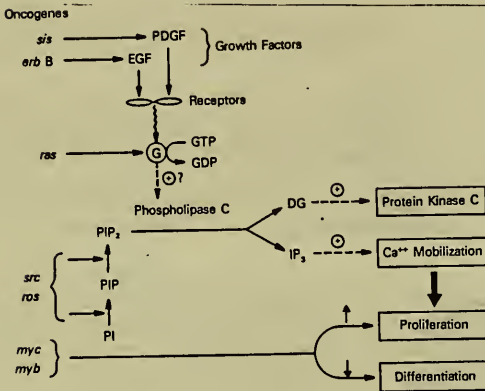 Oncogenes
sis PDGF
erb B EGF Growth Factors
Receptors
ras G GTP
GDP
⊕?
Phospholipase C
DG ⊕ Protein Kinase C
PIP₂
IP₃ ⊕ Ca⁺⁺ Mobilization
src
ros PIP
PI
Proliferation
myc
myb
Differentiation